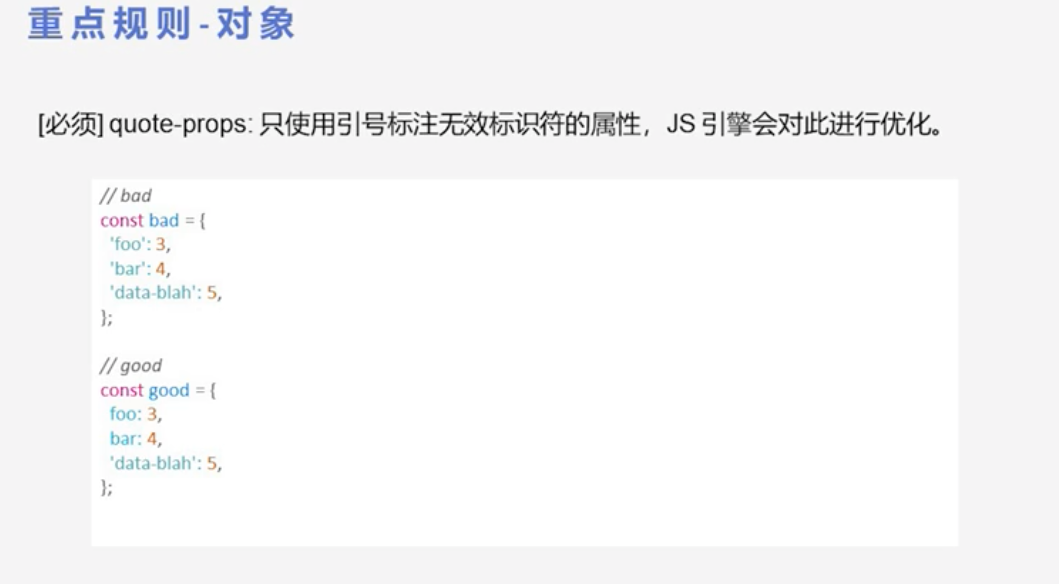 重点规则-对象
[必须] quote-props: 只使用引号标注无效标识符的属性，JS 引擎会对此进行优化。
// bad
const bad = {
'foo': 3,
'bar': 4,
'data-blah': 5,
};
// good
const good = {
foo: 3,
bar: 4,
'data-blah': 5,
};